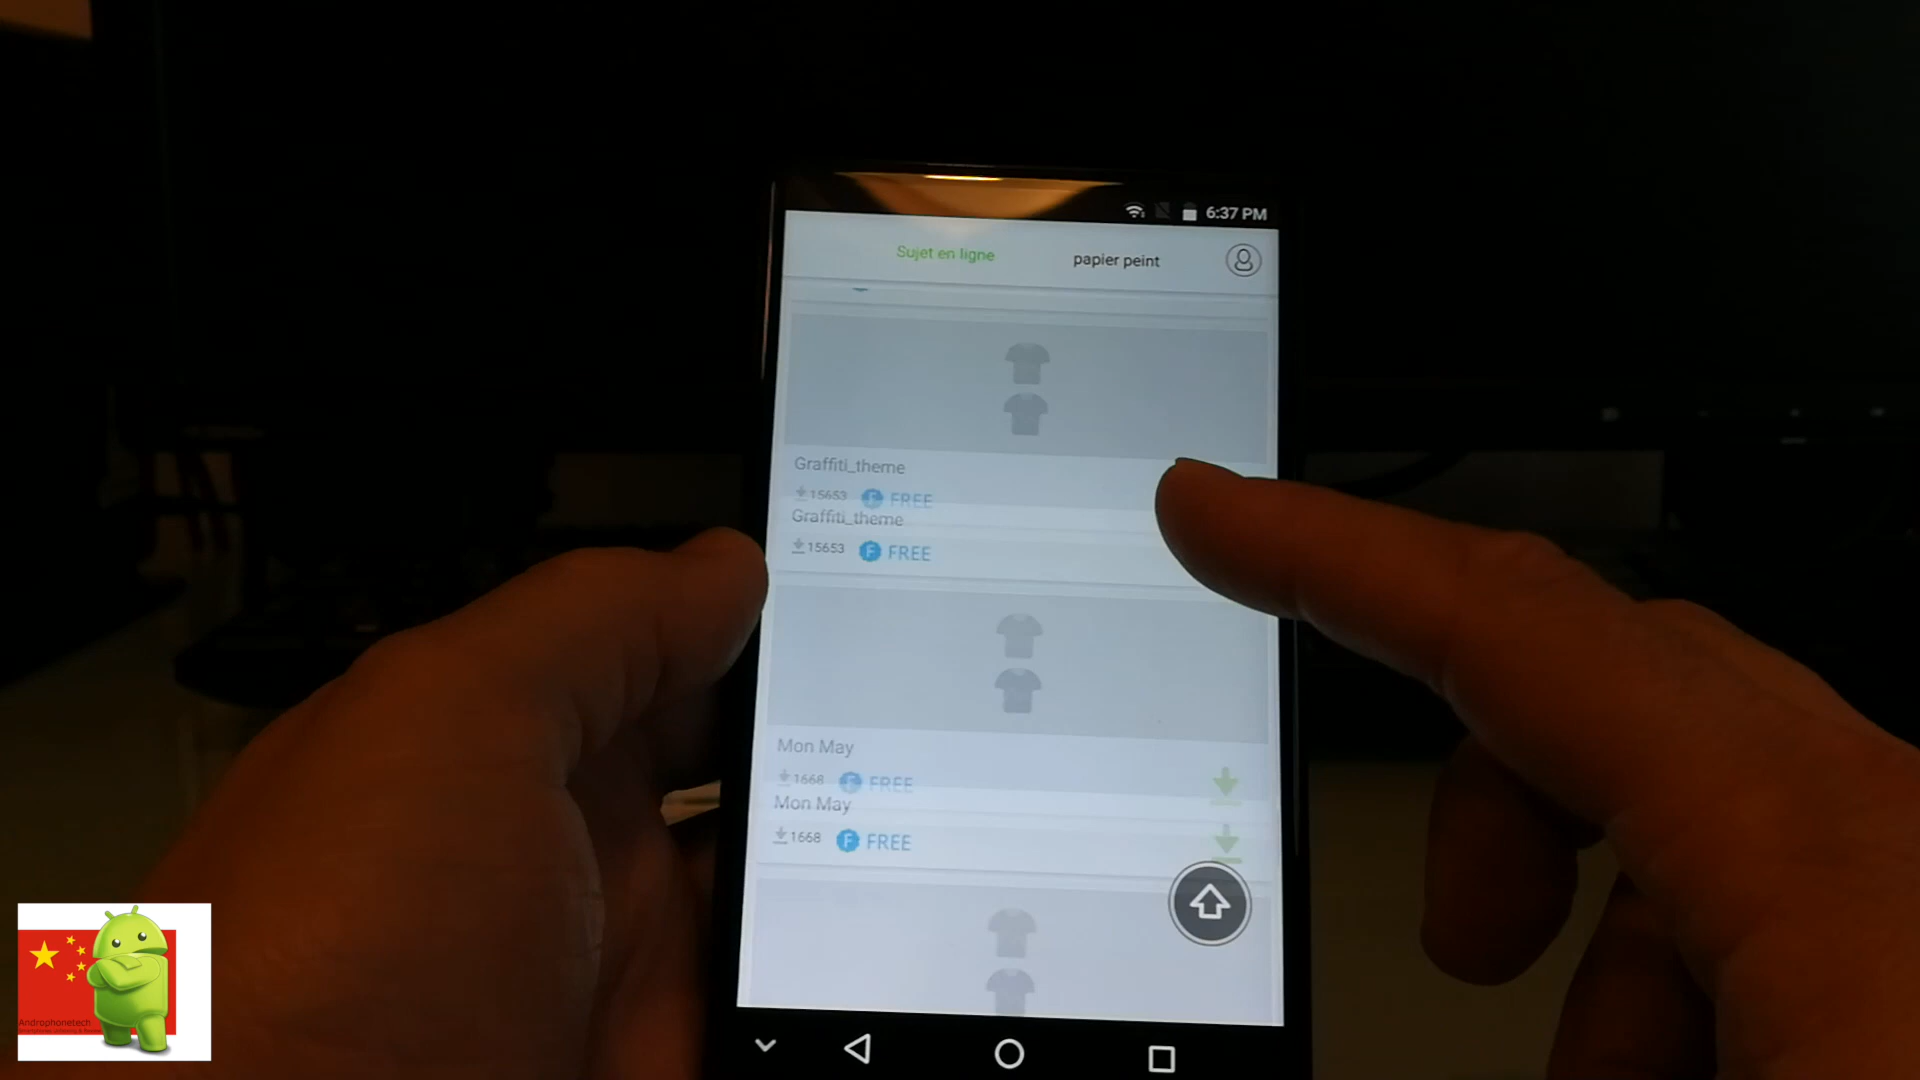 6:37 PM
Sujet en ligne
papier peint
Graffiti_theme
15653 F FREE
Graffiti_theme
15653 F FREE
Mon May
1668 F FREE
Mon May
1668 F FREE
Androphonetech